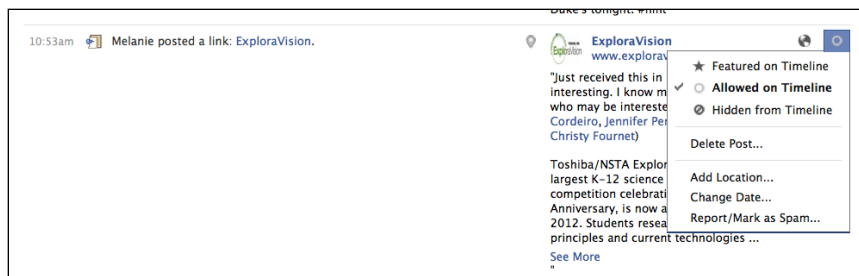 Duke's tonight. #hint
10:53am Melanie posted a link: ExploraVision.
ExploraVision
www.explorav
"Just received this in
interesting. I know m
who may be intereste
Cordeiro, Jennifer Per
Christy Fournet)
Toshiba/NSTA Explor
largest K-12 science
competition celebrati
Anniversary, is now a
2012. Students resea
principles and current technologies ...
See More
"
Featured on Timeline
Allowed on Timeline
Hidden from Timeline
Delete Post...
Add Location...
Change Date...
Report/Mark as Spam...